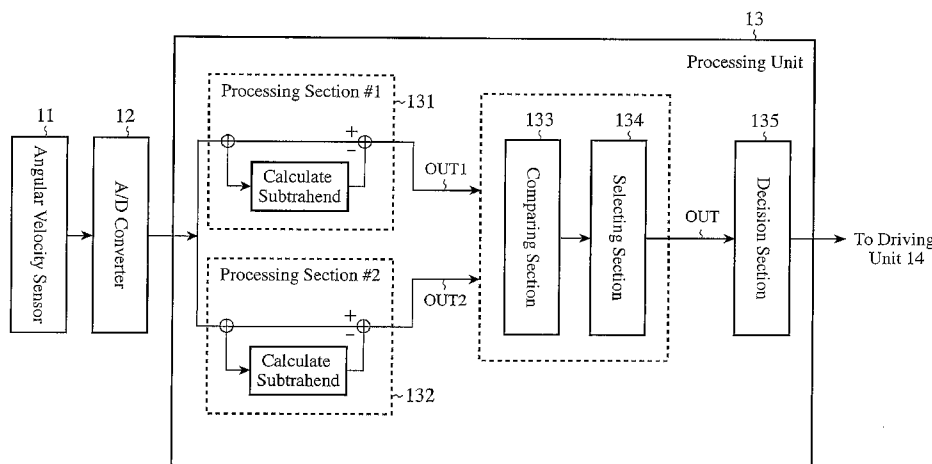 13
Processing Unit
Processing Section #1
131
+
−
Calculate
Subtrahend
OUT1
11
Angular Velocity Sensor
12
A/D Converter
133
Comparing Section
134
Selecting Section
OUT
135
Decision Section
To Driving
Unit 14
Processing Section #2
OUT2
+
−
Calculate
Subtrahend
132